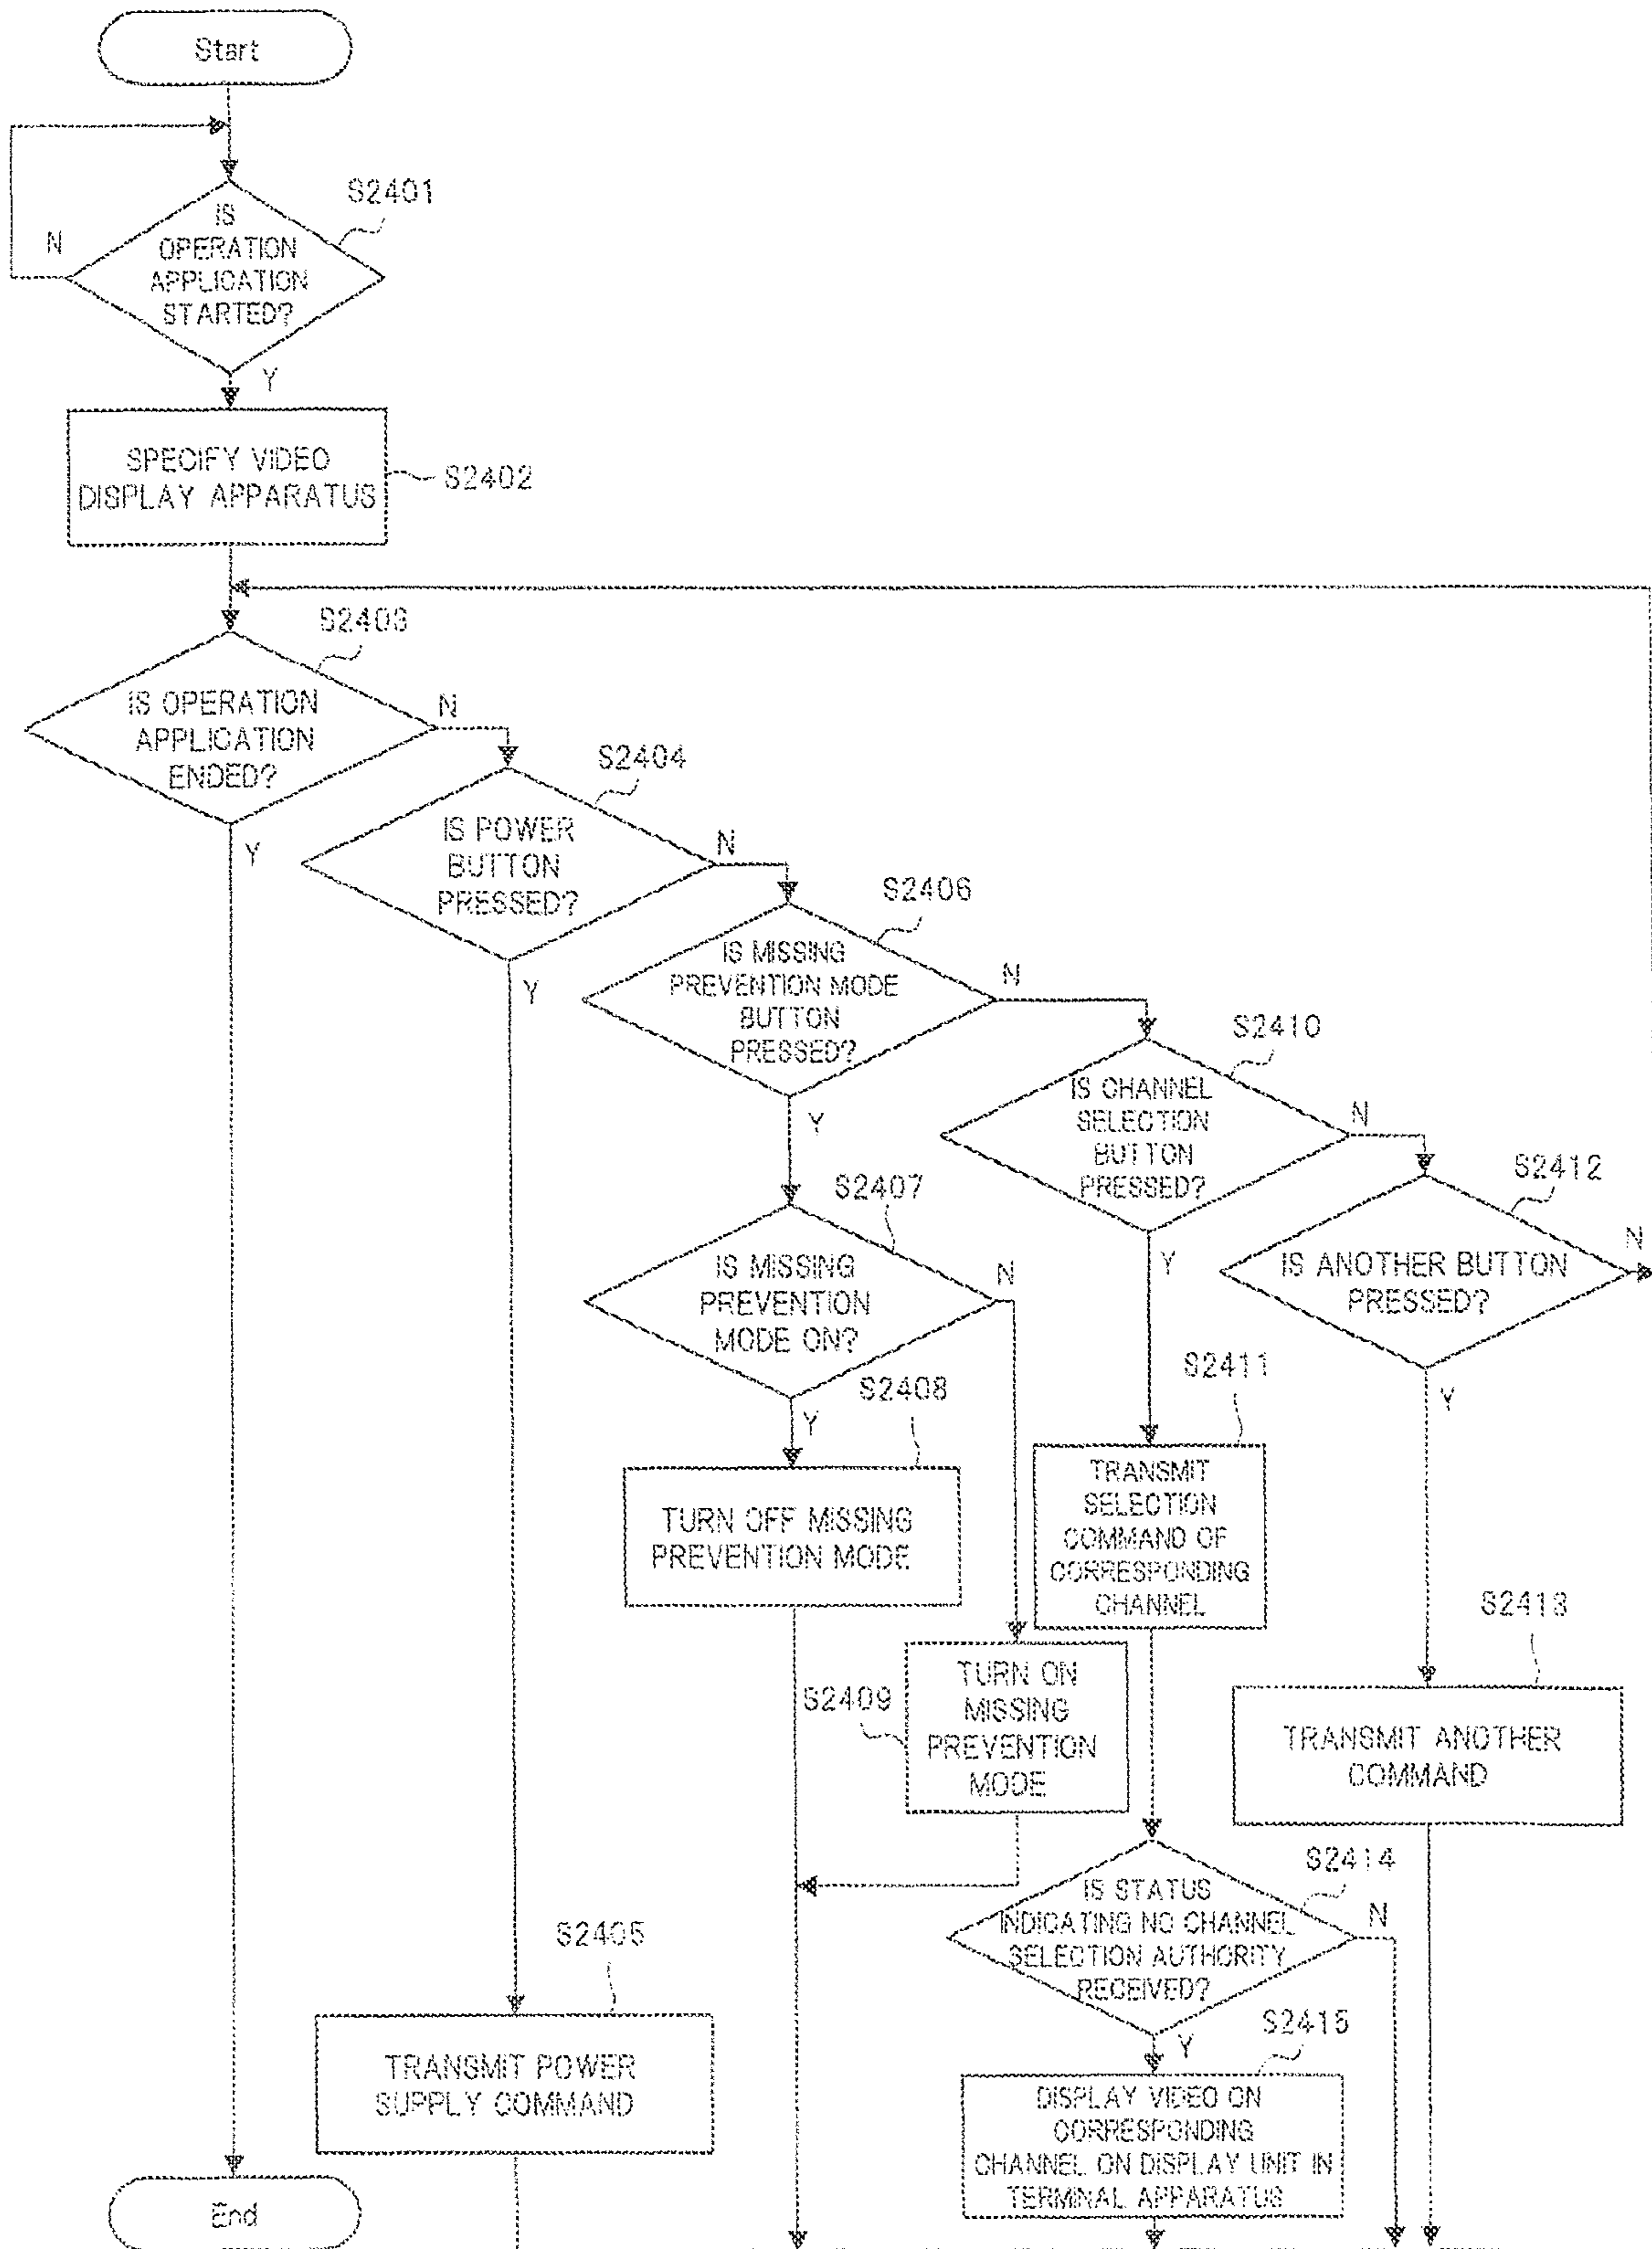 Start
S2401
IS
OPERATION
APPLICATION
STARTED?
N
Y
SPECIFY VIDEO
DISPLAY APPARATUS
S2402
S2403
IS OPERATION
APPLICATION
ENDED?
N
Y
S2404
IS POWER
BUTTON
PRESSED?
N
Y
S2406
IS MISSING
PREVENTION MODE
BUTTON
PRESSED?
N
Y
S2410
IS CHANNEL
SELECTION
BUTTON
PRESSED?
N
Y
S2412
IS ANOTHER BUTTON
PRESSED?
N
Y
S2407
IS MISSING
PREVENTION
MODE ON?
N
Y
S2408
TURN OFF MISSING
PREVENTION MODE
S2411
TRANSMIT
SELECTION
COMMAND OF
CORRESPONDING
CHANNEL
S2409
TURN ON
MISSING
PREVENTION
MODE
S2413
TRANSMIT ANOTHER
COMMAND
S2414
IS STATUS
INDICATING NO CHANNEL
SELECTION AUTHORITY
RECEIVED?
N
Y
S2405
TRANSMIT POWER
SUPPLY COMMAND
S2415
DISPLAY VIDEO ON
CORRESPONDING
CHANNEL ON DISPLAY UNIT IN
TERMINAL APPARATUS
End